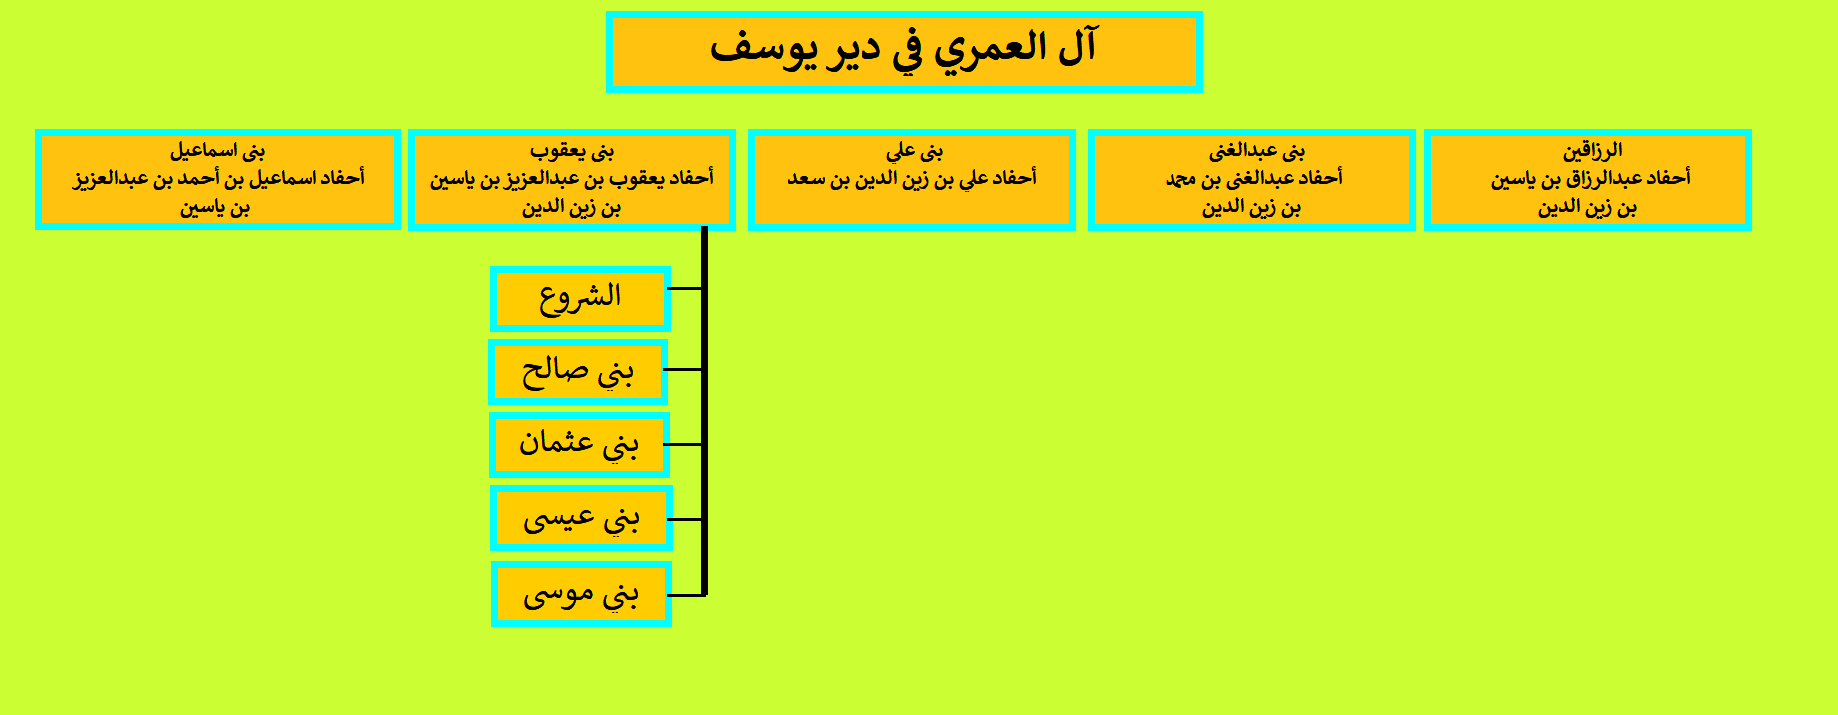 آل العمري في دير يوسف
الرزاقين
أحفاد عبدالرزاق بن ياسين
بن زين الدين
بنى عبدالغنى
أحفاد عبدالغنى بن محمد
بن زين الدين
بنى علي
أحفاد علي بن زين الدين بن سعد
بنى يعقوب
أحفاد يعقوب بن عبدالعزيز بن ياسين
بن زين الدين
بنى اسماعيل
أحفاد اسماعيل بن أحمد بن عبدالعزيز
بن ياسين
الشروع
بني صالح
بني عثمان
بني عيسى
بني موسى